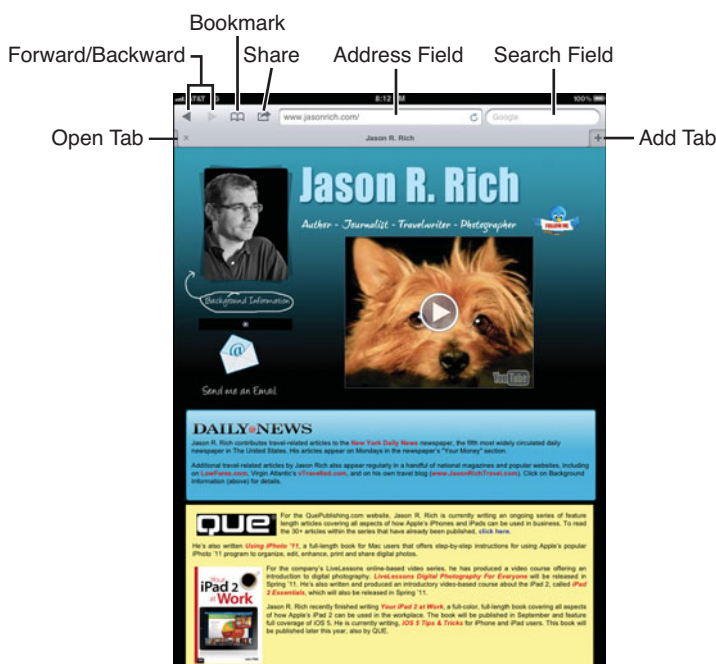 Bookmark
Forward/Backward Share Address Field Search Field
AT&T 8:12 100%
www.jasonrich.com/ Google
Open Tab Jason R. Rich Add Tab
Jason R. Rich
Author - Journalist - Travelwriter - Photographer
FOLLOW ME
Background Information
Send me an Email
YouTube
DAILY NEWS
Jason R. Rich contributes travel-related articles to the New York Daily News newspaper, the fifth most widely circulated daily
newspaper in The United States. His articles appear on Mondays in the newspaper's "Your Money" section.
Additional travel-related articles by Jason Rich also appear regularly in a handful of national magazines and popular websites, including
on LowFares.com, Virgin Atlantic's vTravelled.com, and on his own travel blog (www.JasonRichTravel.com). Click on Background
Information (above) for details.
QUE
For the QuePublishing.com website, Jason R. Rich is currently writing an ongoing series of feature
length articles covering all aspects of how Apple's iPhones and iPads can be used in business. To read
the 30+ articles within the series that have already been published, click here.
He's also written Using iPhoto '11, a full-length book for Mac users that offers step-by-step instructions for using Apple's popular
iPhoto '11 program to organize, edit, enhance, print and share digital photos.
Your
iPad 2
at Work
For the company's LiveLessons online-based video series, he has produced a video course offering an
introduction to digital photography. LiveLessons Digital Photography For Everyone will be released in
Spring '11. He's also written and produced an introductory video-based course about the iPad 2, called iPad
2 Essentials, which will also be released in Spring '11.
Jason R. Rich recently finished writing Your iPad 2 at Work, a full-color, full-length book covering all aspects
of how Apple's iPad 2 can be used in the workplace. The book will be published in September and feature
full coverage of iOS 5. He is currently writing, iOS 5 Tips & Tricks for iPhone and iPad users. This book will
be published later this year, also by QUE.